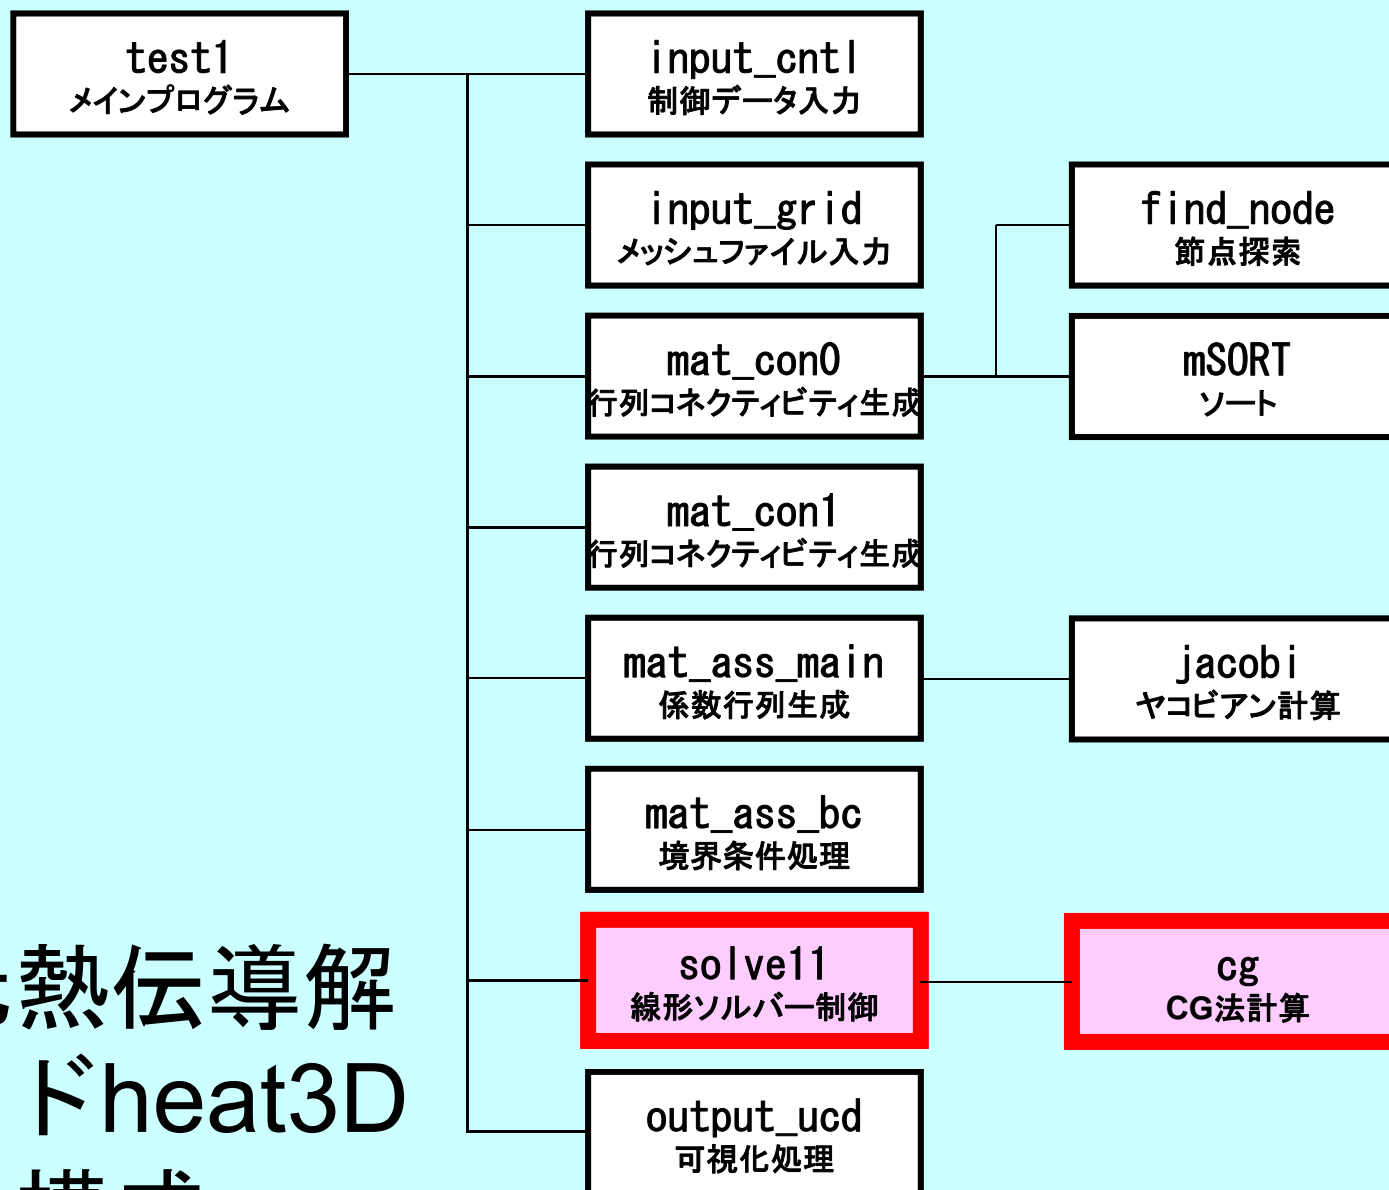 test1
メインプログラム
input_cntl
制御データ入力
input_grid
メッシュファイル入力
find_node
節点探索
mat_con0
行列コネクティビティ生成
mSORT
ソート
mat_con1
行列コネクティビティ生成
mat_ass_main
係数行列生成
jacobi
ヤコビアン計算
mat_ass_bc
境界条件処理
solve11
線形ソルバー制御
cg
CG法計算
output_ucd
可視化処理
熱伝導解
ドheat3D